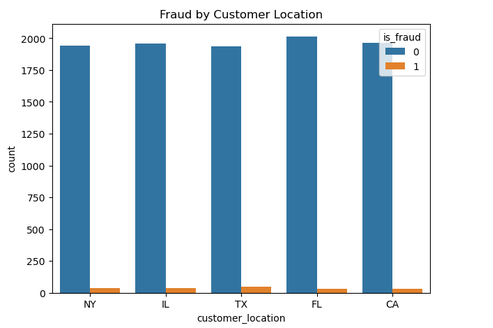 Fraud by Customer Location
is_fraud
0
1
2000
1750
1500
1250
1000
750
500
250
0
count
NY IL TX FL CA
customer_location